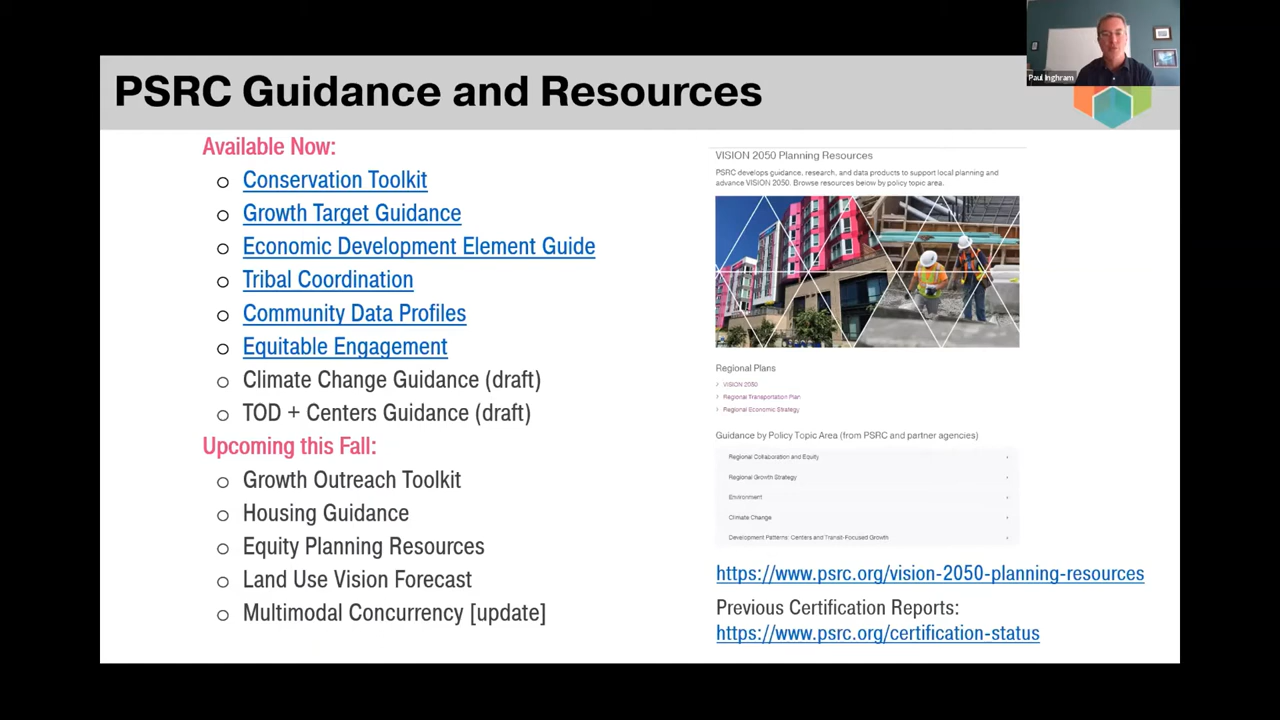 PSRC Guidance and Resources
Paul Inghram
Available Now:
Conservation Toolkit
Growth Target Guidance
Economic Development Element Guide
Tribal Coordination
Community Data Profiles
Equitable Engagement
Climate Change Guidance (draft)
TOD + Centers Guidance (draft)
Upcoming this Fall:
Growth Outreach Toolkit
Housing Guidance
Equity Planning Resources
Land Use Vision Forecast
Multimodal Concurrency [update]
VISION 2050 Planning Resources
PSRC develops guidance, research, and data products to support local planning and
advance VISION 2050. Browse resources below by policy topic area.
Regional Plans
VISION 2050
Regional Transportation Plan
Regional Economic Strategy
Guidance by Policy Topic Area (from PSRC and partner agencies)
Regional Collaboration and Equity
Regional Growth Strategy
Environment
Climate Change
Development Patterns: Centers and Transit-Focused Growth
https://www.psrc.org/vision-2050-planning-resources
Previous Certification Reports:
https://www.psrc.org/certification-status